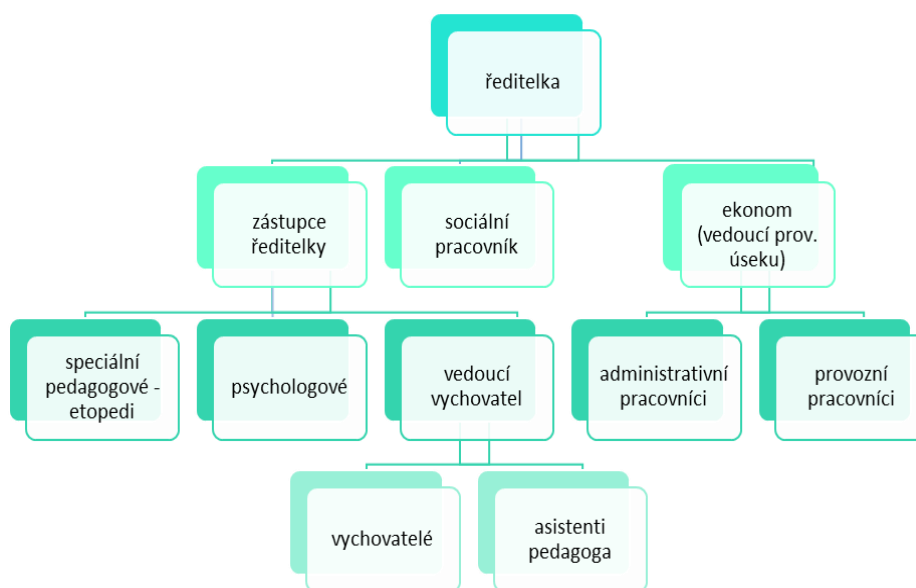 ředitelka
zástupce
ředitelky
sociální
pracovník
ekonom
(vedoucí prov.
úseku)
speciální
pedagogové -
etopedi
psychologové
vedoucí
vychovatel
administrativní
pracovníci
provozní
pracovníci
vychovatelé
asistenti
pedagoga